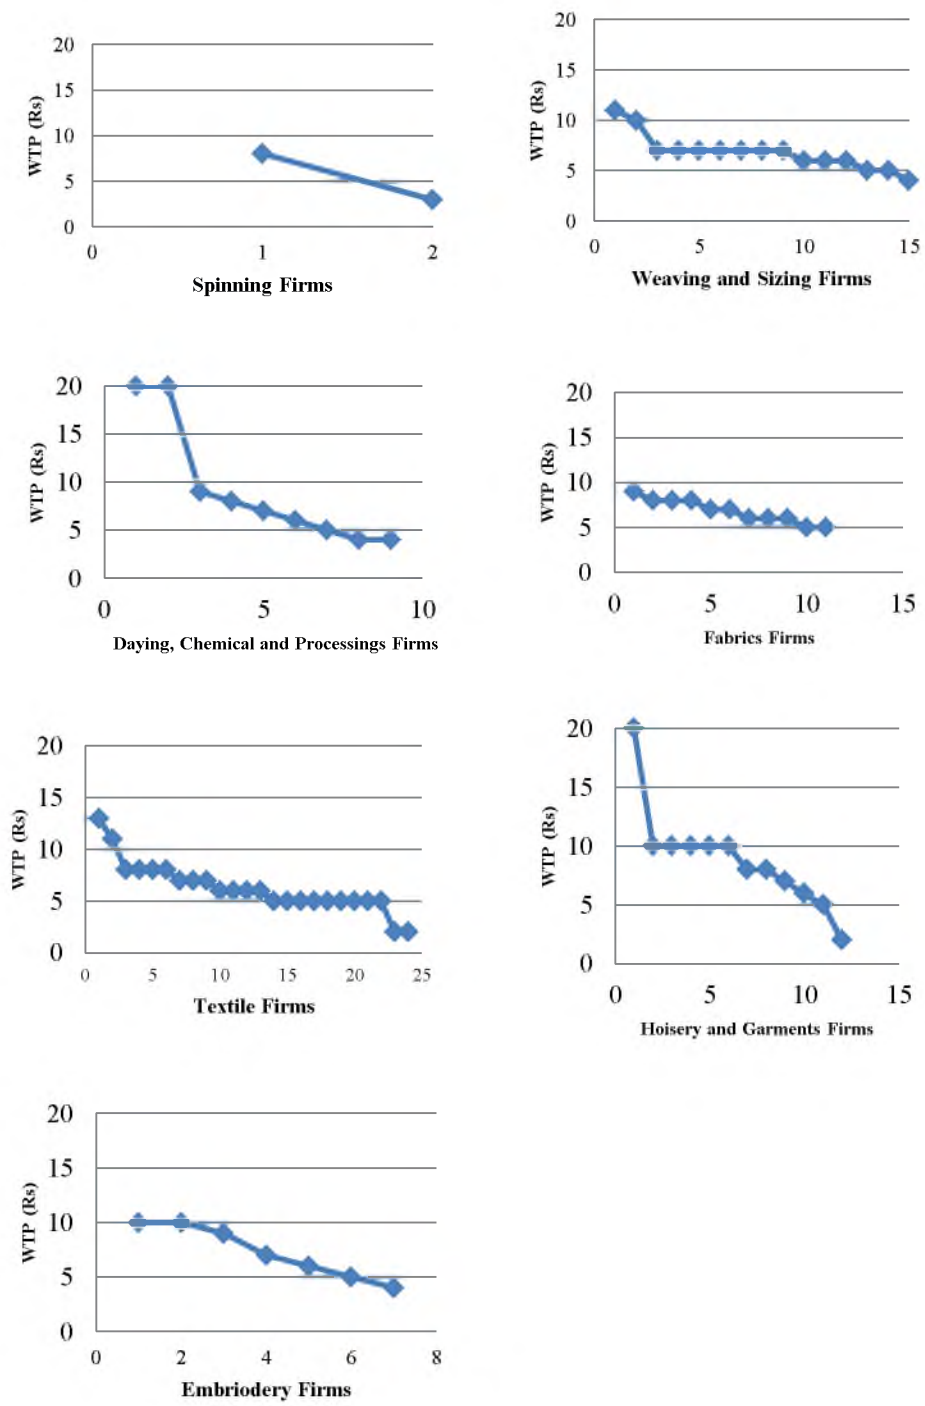 20
15
10
5
0
WTP (Rs)
0 1 2
Spinning Firms
20
15
10
5
0
WTP (Rs)
0 5 10 15
Weaving and Sizing Firms
20
15
10
5
0
WTP (Rs)
0 5 10
Daying, Chemical and Processings Firms
20
15
10
5
0
WTP (Rs)
0 5 10 15
Fabrics Firms
20
15
10
5
0
WTP (Rs)
0 5 10 15 20 25
Textile Firms
20
15
10
5
0
WTP (Rs)
0 5 10 15
Hoisery and Garments Firms
20
15
10
5
0
WTP (Rs)
0 2 4 6 8
Embriodery Firms